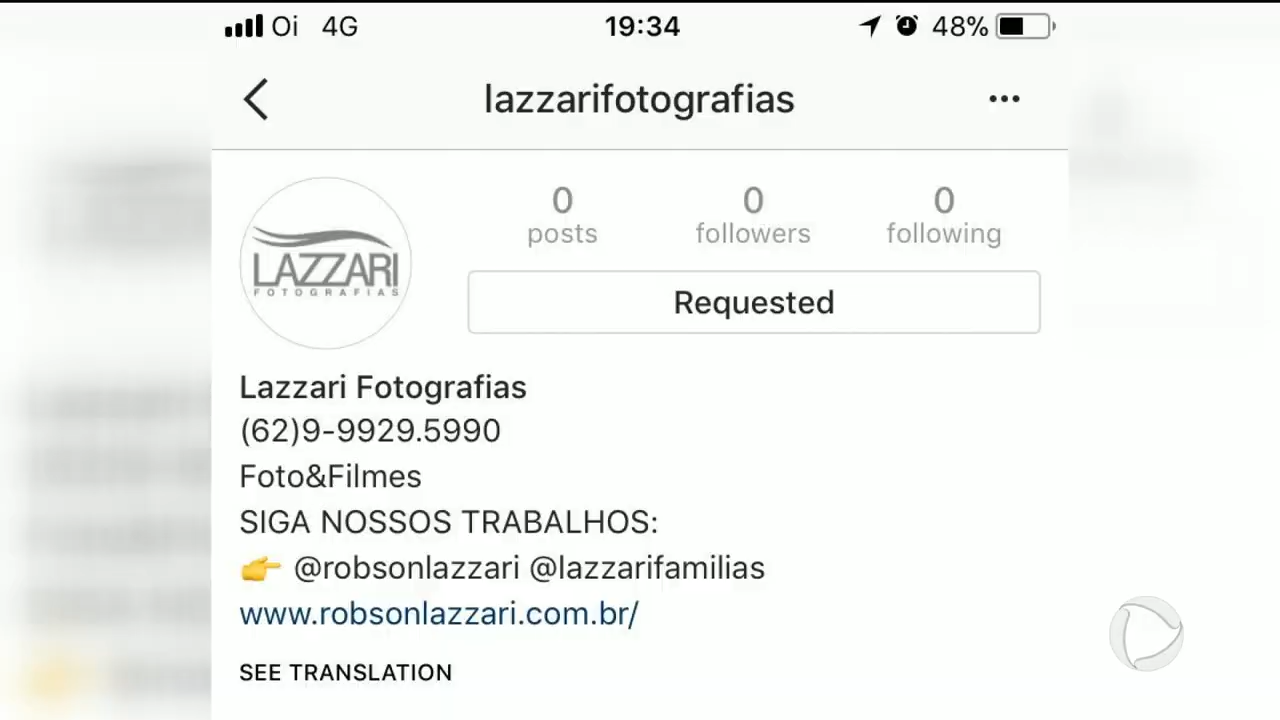 Oi 4G 19:34 48%
lazzarifotografias
0 0 0
posts followers following
LAZZARI
FOTOGRAFIAS
Requested
Lazzari Fotografias
(62)9-9929.5990
Foto&Filmes
SIGA NOSSOS TRABALHOS:
👉 @robsonlazzari @lazzarifamilias
www.robsonlazzari.com.br/
SEE TRANSLATION